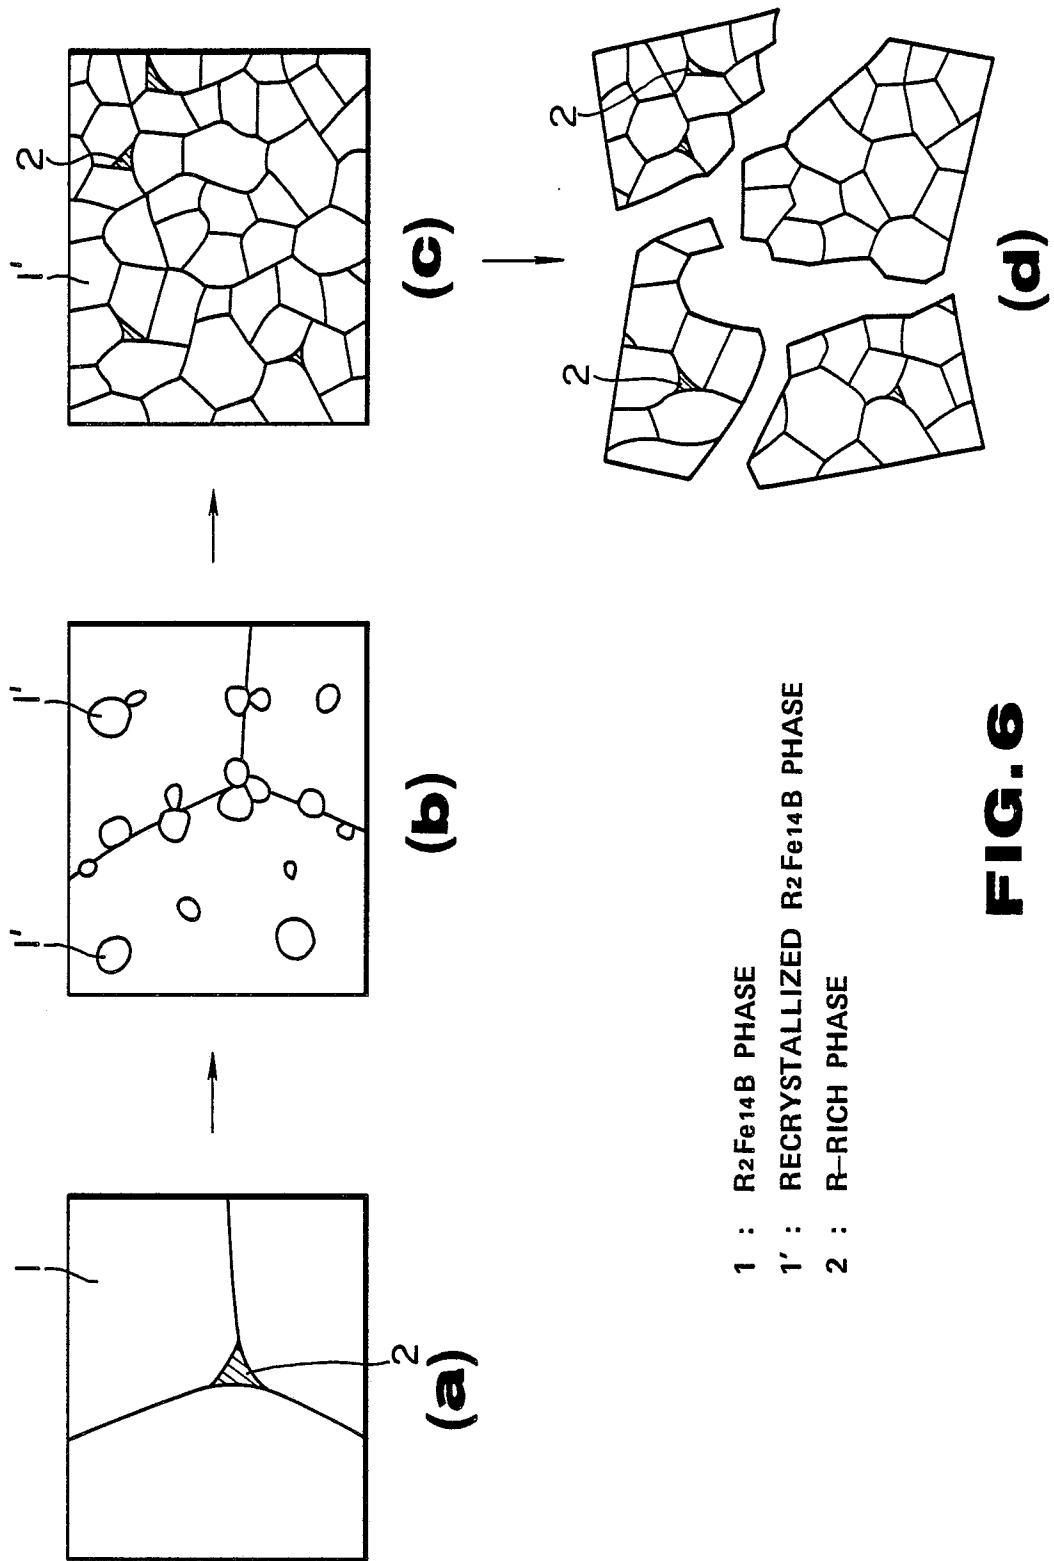 1
2
(a)
1'
1'
(b)
1'
2
(c)
2
2
(d)
1 : R2Fe14B PHASE
1' : RECRYSTALLIZED R2Fe14B PHASE
2 : R-RICH PHASE
FIG.6